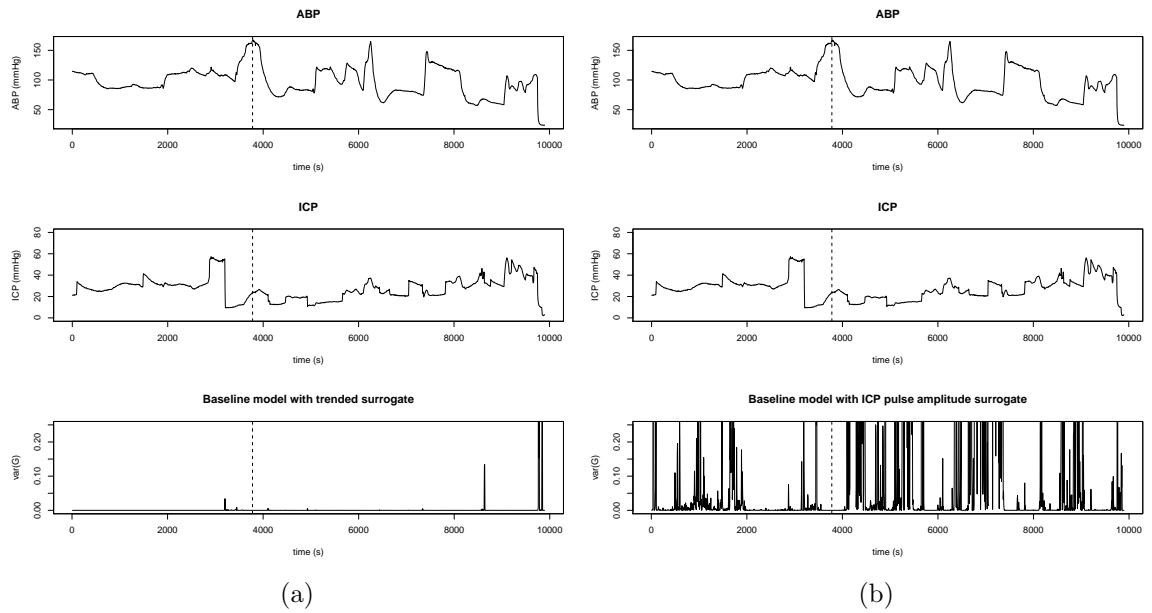 ABP
ABP (mmHg)
50
100
150
0
2000
4000
6000
8000
10000
time (s)
ICP
ICP (mmHg)
0
20
40
60
80
0
2000
4000
6000
8000
10000
time (s)
Baseline model with trended surrogate
var(G)
0.00
0.10
0.20
0
2000
4000
6000
8000
10000
time (s)
(a)
ABP
ABP (mmHg)
50
100
150
0
2000
4000
6000
8000
10000
time (s)
ICP
ICP (mmHg)
0
20
40
60
80
0
2000
4000
6000
8000
10000
time (s)
Baseline model with ICP pulse amplitude surrogate
var(G)
0.00
0.10
0.20
0
2000
4000
6000
8000
10000
time (s)
(b)